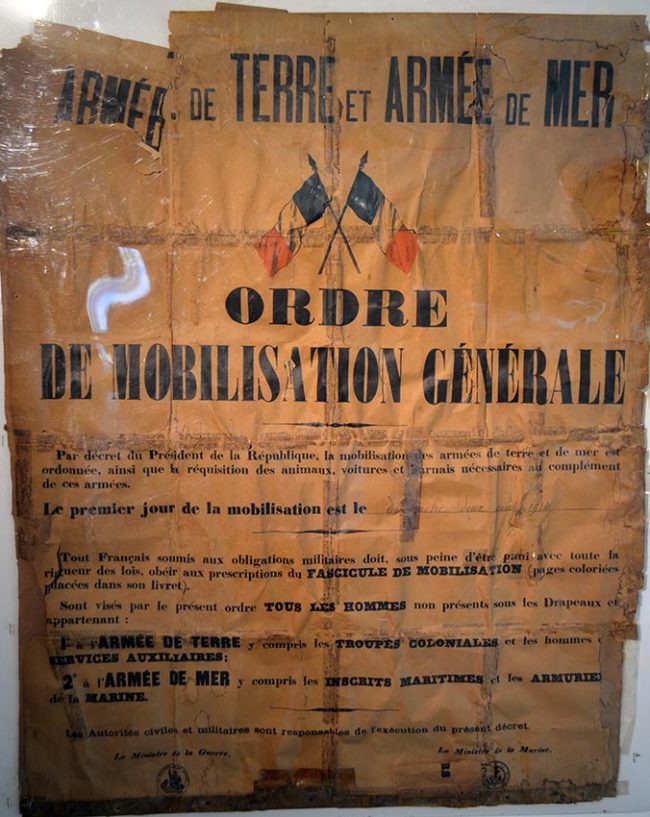 ARMÉE DE TERRE ET ARMÉE DE MER
ORDRE
DE MOBILISATION GÉNÉRALE
Par décret du Président de la République, la mobilisation des armées de terre et de mer est
ordonnée, ainsi que la réquisition des animaux, voitures et harnais nécessaires au complément
de ces armées.
Le premier jour de la mobilisation est le dimanche deux août 1914
Tout Français soumis aux obligations militaires doit, sous peine d'être puni avec toute la
rigueur des lois, obéir aux prescriptions du FASCICULE DE MOBILISATION (pages coloriées
placées dans son livret).
Sont visés par le présent ordre TOUS LES HOMMES non présents sous les Drapeaux et
appartenant :
1° à l'ARMÉE DE TERRE y compris les TROUPES COLONIALES et les hommes
SERVICES AUXILIAIRES;
2° à l'ARMÉE DE MER y compris les INSCRITS MARITIMES et les ARMURIE
de la MARINE.
Les Autorités civiles et militaires sont responsables de l'exécution du présent décret.
Le Ministre de la Guerre,
Le Ministre de la Marine,